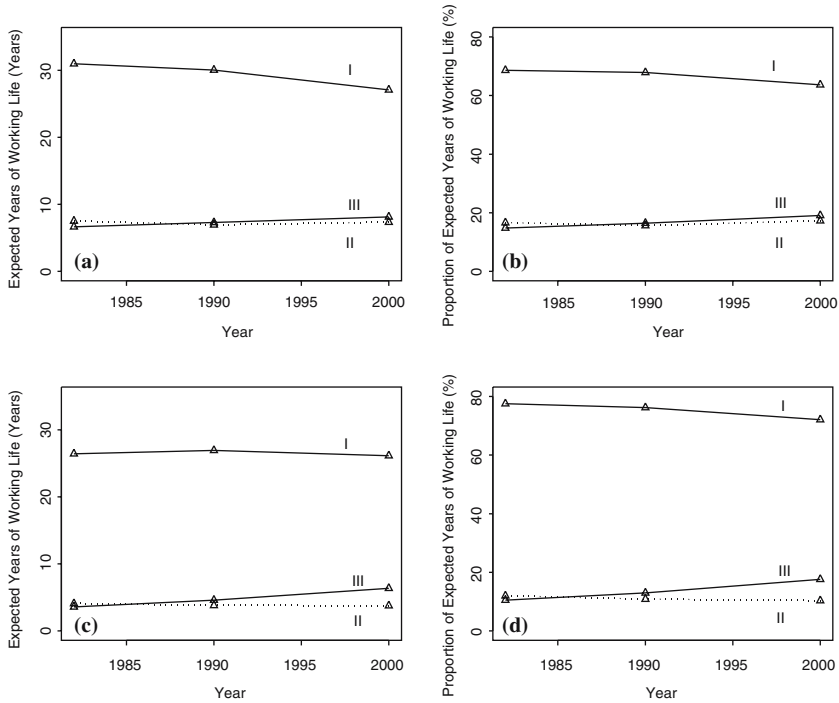 Expected Years of Working Life (Years)
30
20
10
0
I
III
II
(a)
1985 1990 1995 2000
Year
Proportion of Expected Years of Working Life (%)
80
60
40
20
0
I
III
II
(b)
1985 1990 1995 2000
Year
Expected Years of Working Life (Years)
30
20
10
0
I
III
II
(c)
1985 1990 1995 2000
Year
Proportion of Expected Years of Working Life (%)
80
60
40
20
0
I
III
II
(d)
1985 1990 1995 2000
Year